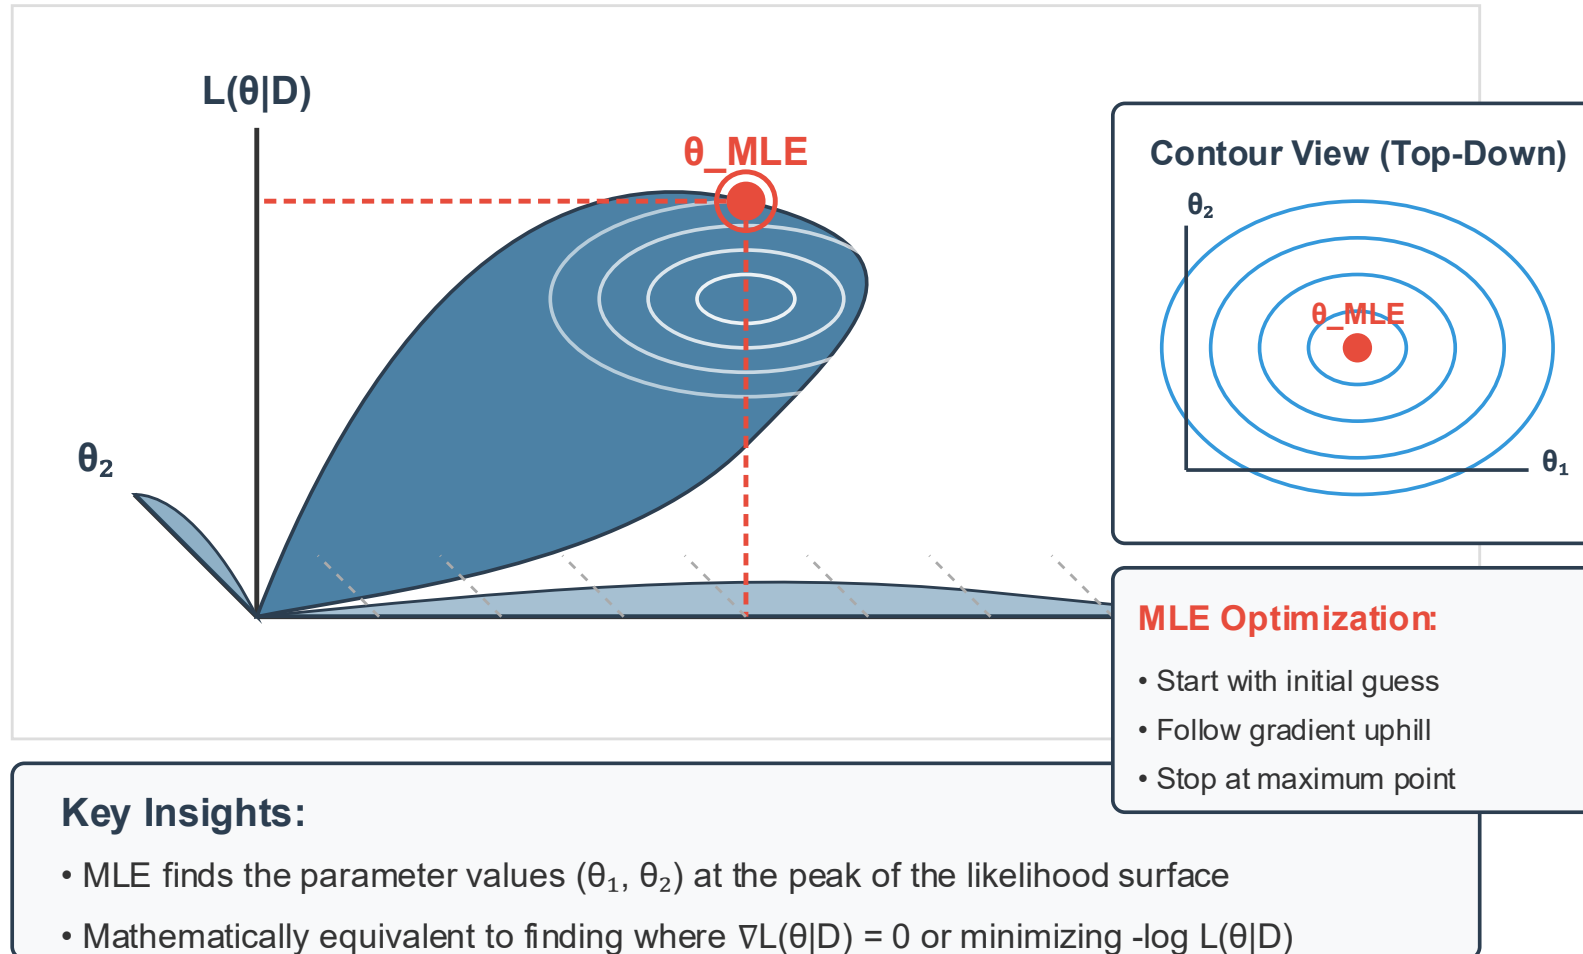 L(θ|D)
θ_MLE
θ₂
Contour View (Top-Down)
θ₂
θ_MLE
θ₁
MLE Optimization:
• Start with initial guess
• Follow gradient uphill
• Stop at maximum point
Key Insights:
• MLE finds the parameter values (θ₁, θ₂) at the peak of the likelihood surface
• Mathematically equivalent to finding where ∇L(θ|D) = 0 or minimizing -log L(θ|D)